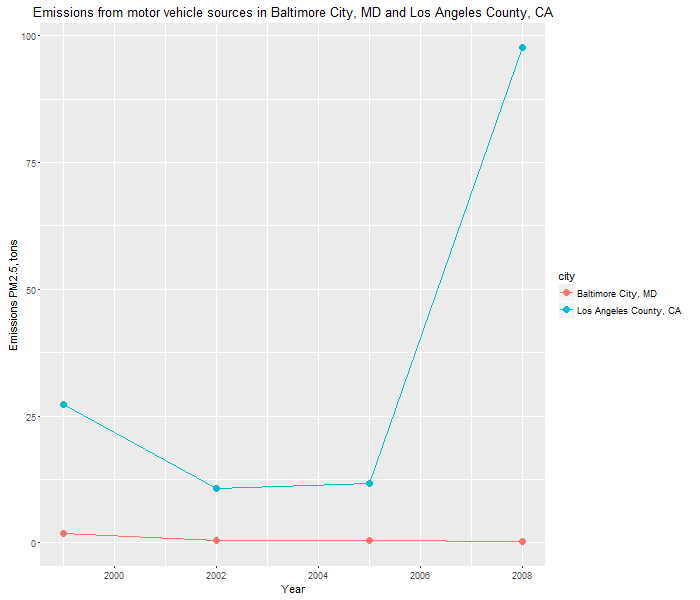 Emissions from motor vehicle sources in Baltimore City, MD and Los Angeles County, CA
100
75
50
25
0
Emissions PM2.5, tons
2000
2002
2004
2006
2008
Year
city
Baltimore City, MD
Los Angeles County, CA